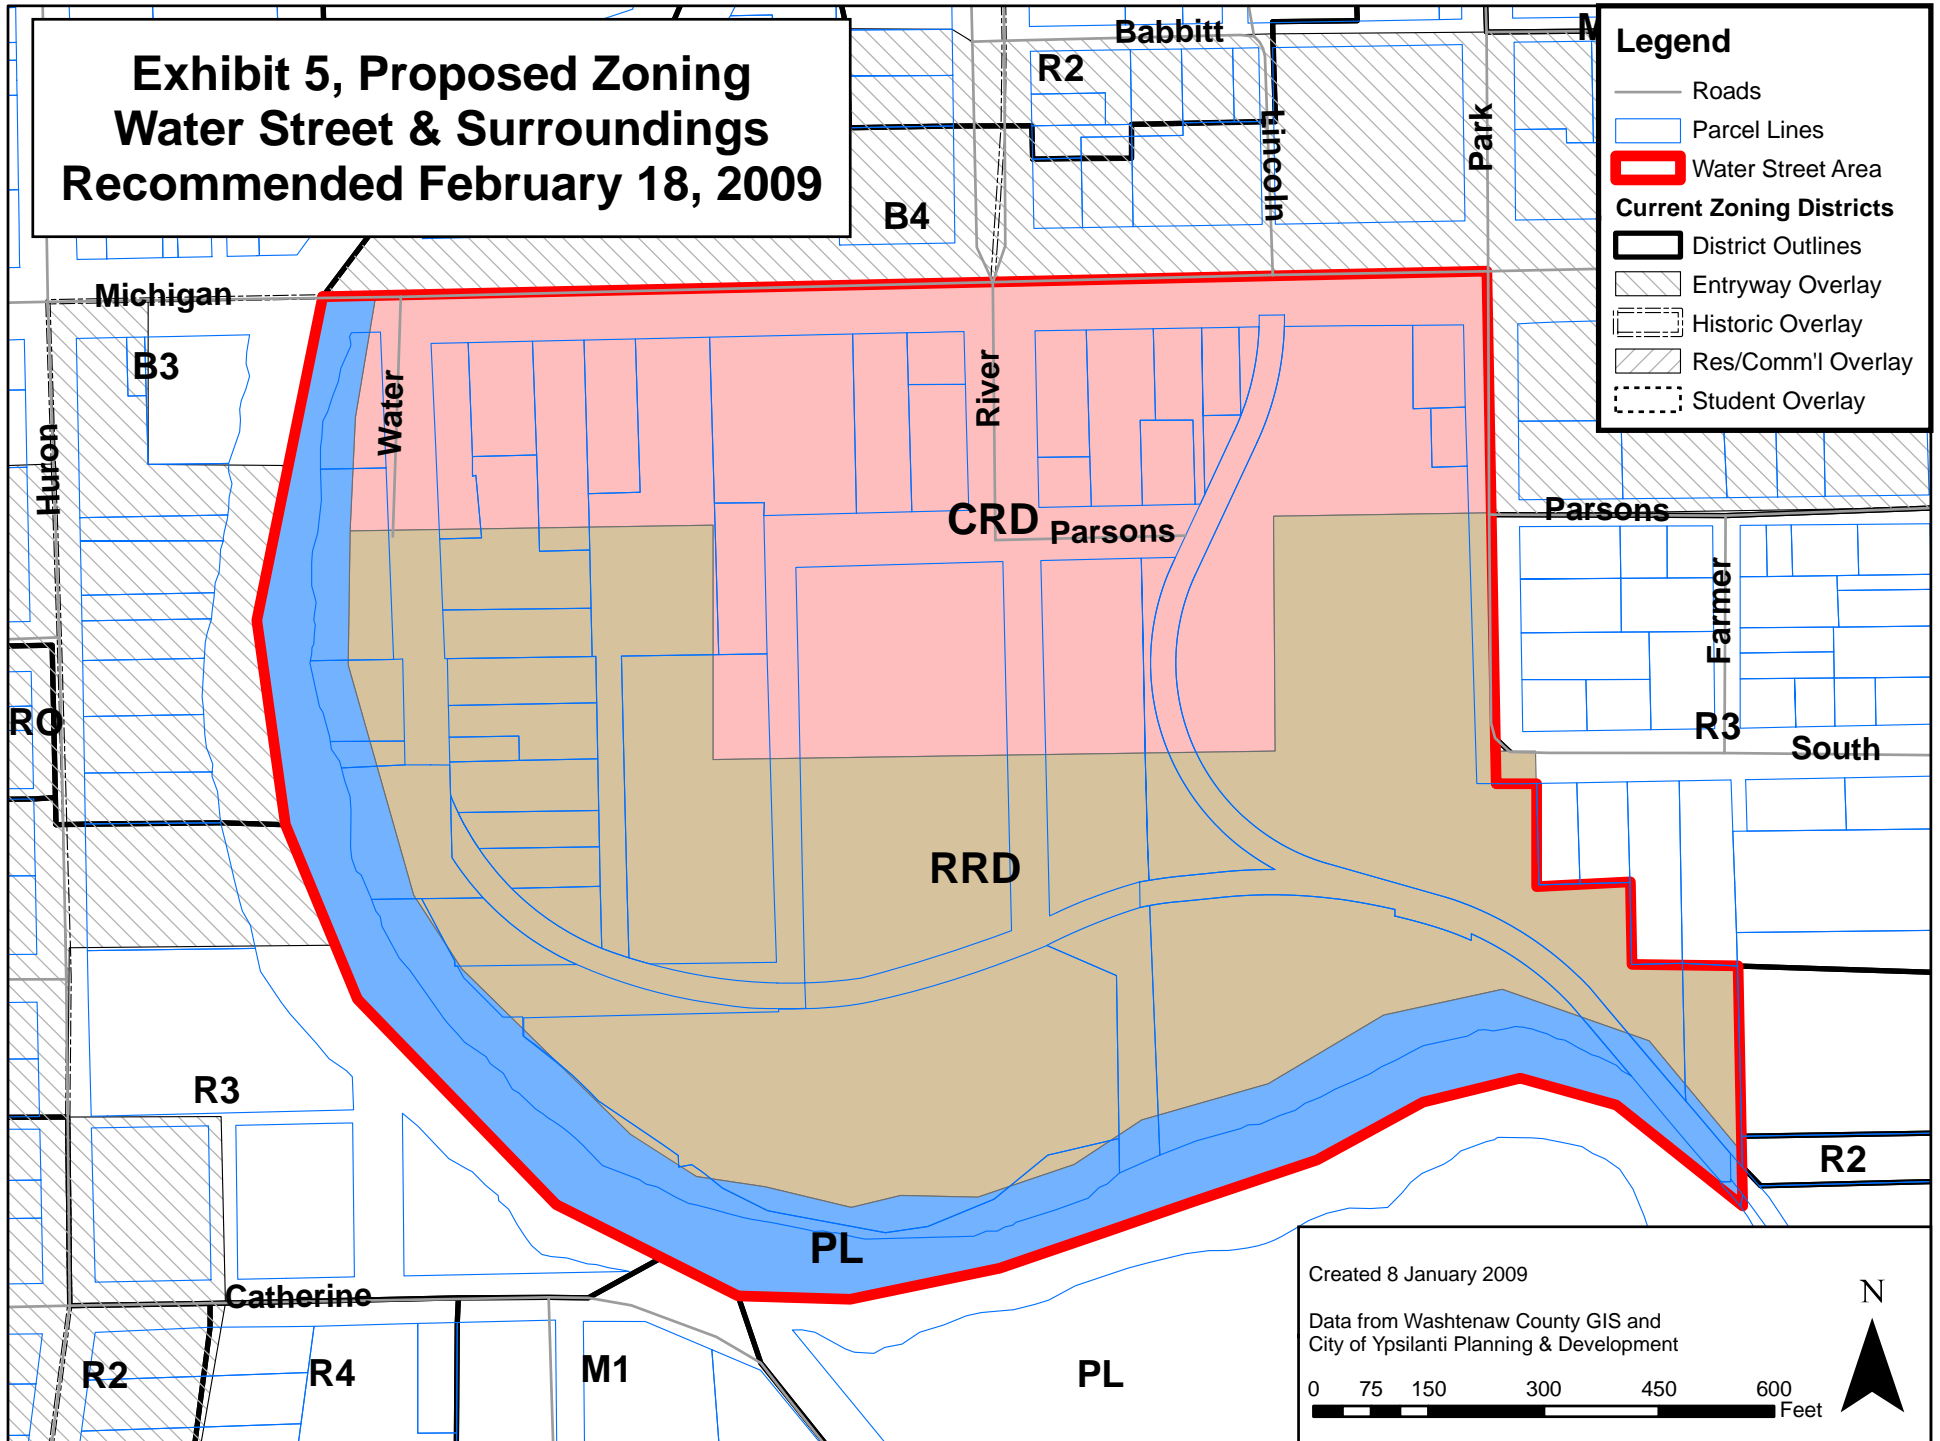 Exhibit 5, Proposed Zoning
Water Street & Surroundings
Recommended February 18, 2009
Legend
Roads
Parcel Lines
Water Street Area
Current Zoning Districts
District Outlines
Entryway Overlay
Historic Overlay
Res/Comm'l Overlay
Student Overlay
Babbitt
R2
Lincoln
Park
B4
Michigan
B3
Huron
Water
River
CRD
Parsons
Parsons
Farmer
R3
South
RO
RRD
R3
R2
PL
Catherine
R2
R4
M1
PL
Created 8 January 2009
Data from Washtenaw County GIS and
City of Ypsilanti Planning & Development
N
0 75 150 300 450 600
Feet